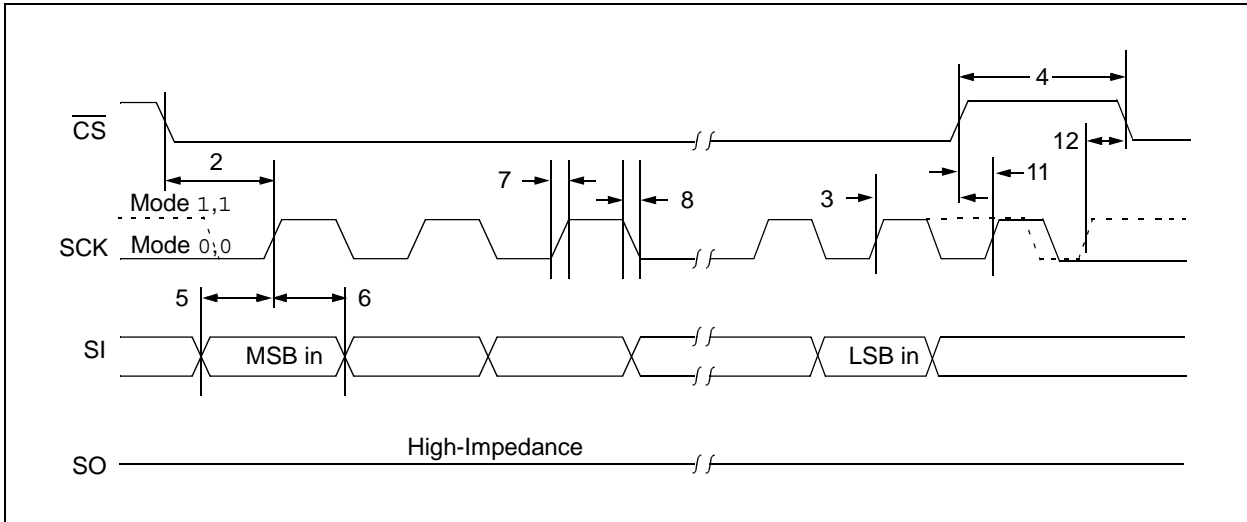 4
CS
12
2
11
7
8
3
Mode 1,1
SCK
Mode 0,0
5
6
SI
MSB in
LSB in
High-Impedance
SO